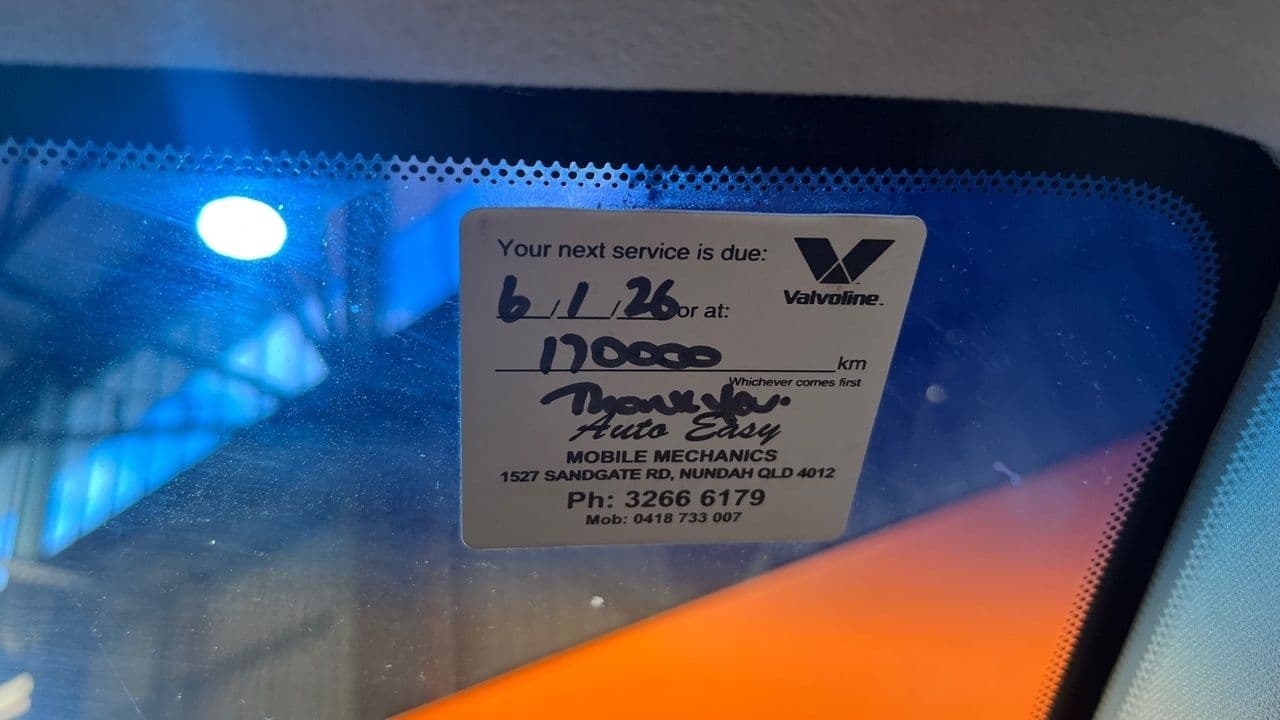 Your next service is due:
Valvoline™
6/1/26 or at:
170000 km
Whichever comes first
Thank You.
Auto Easy
MOBILE MECHANICS
1527 SANDGATE RD, NUNDAH QLD 4012
Ph: 3266 6179
Mob: 0418 733 007